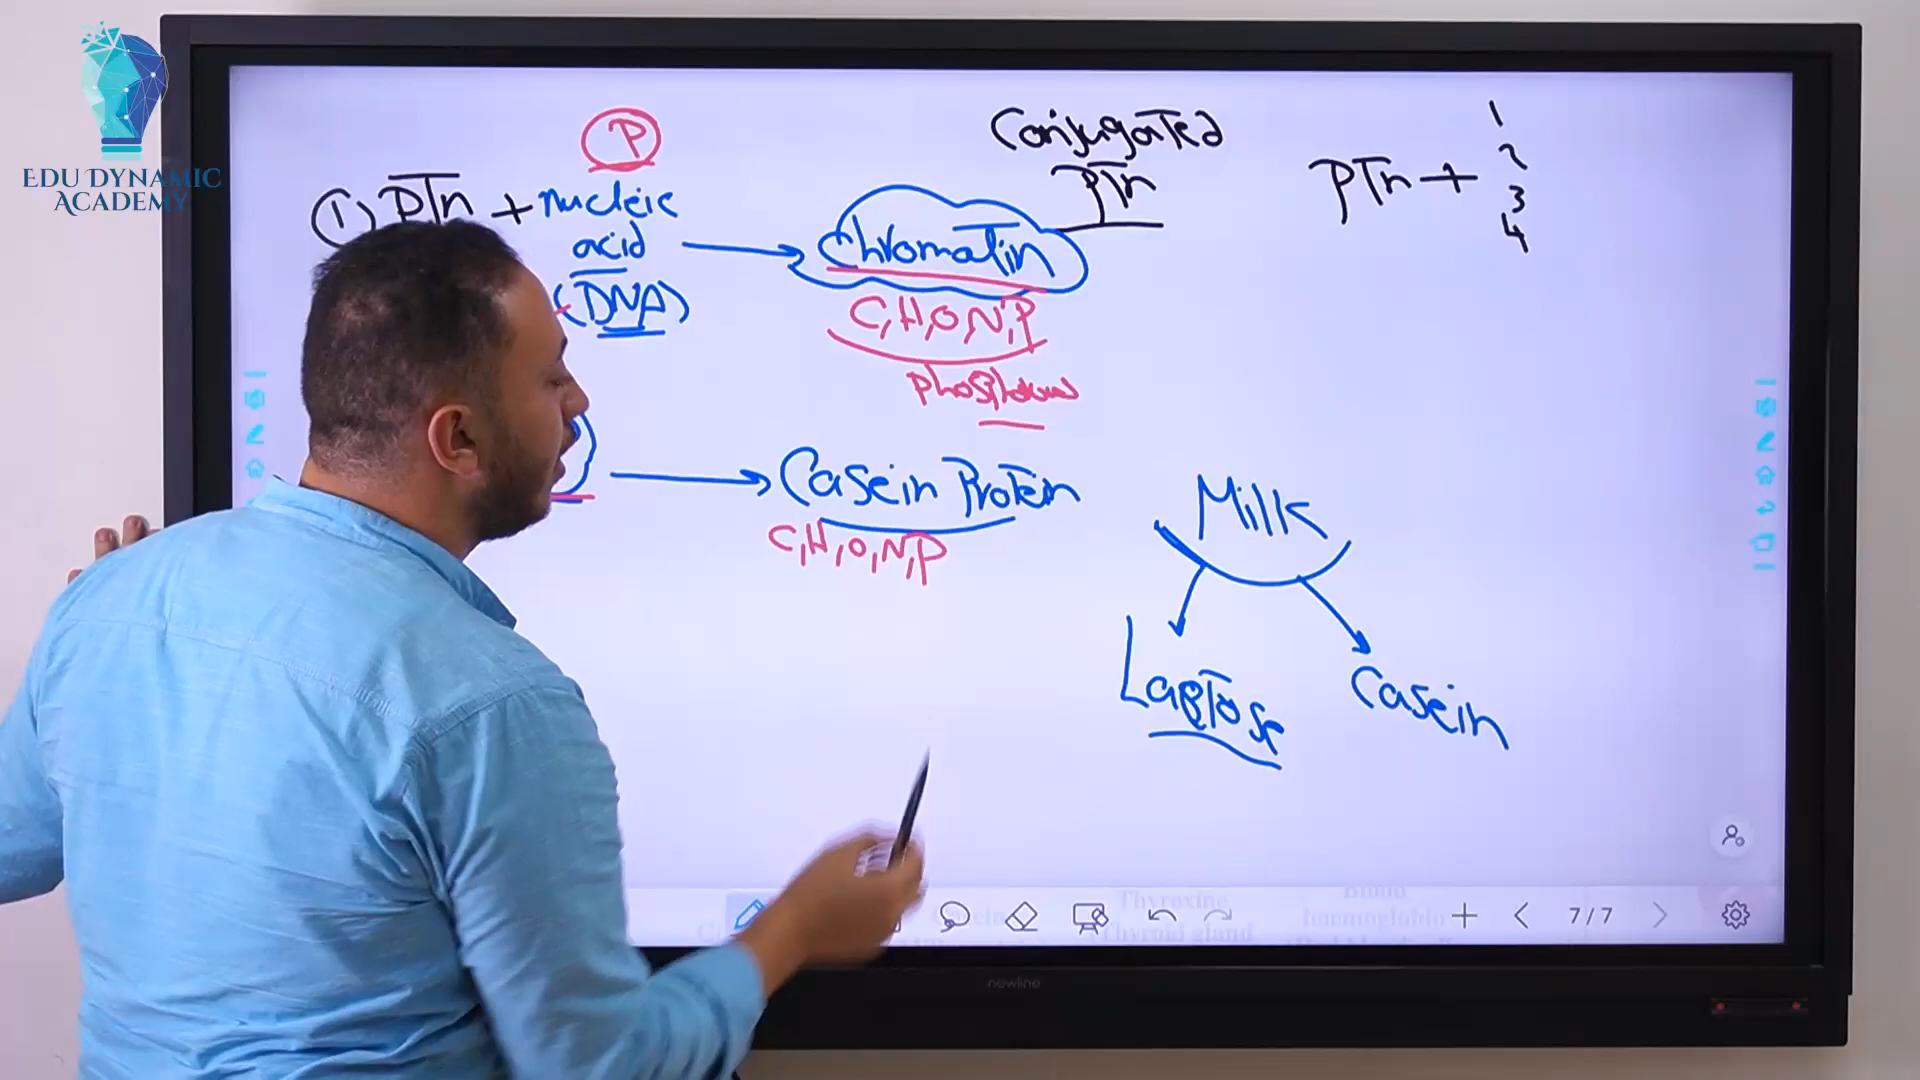 EDU DYNAMIC
ACADEMY
P
Conjugated
PTn
PTn +
1
2
3
4
① PTn + nucleic
acid
(DNA)
Chromatin
C,H,O,N,P
phosphorus
Casein Protein
C,H,O,N,P
Milk
Lactose
Casein
Thyroxine
Thyroid gland
haemoglobin
7/7
newline